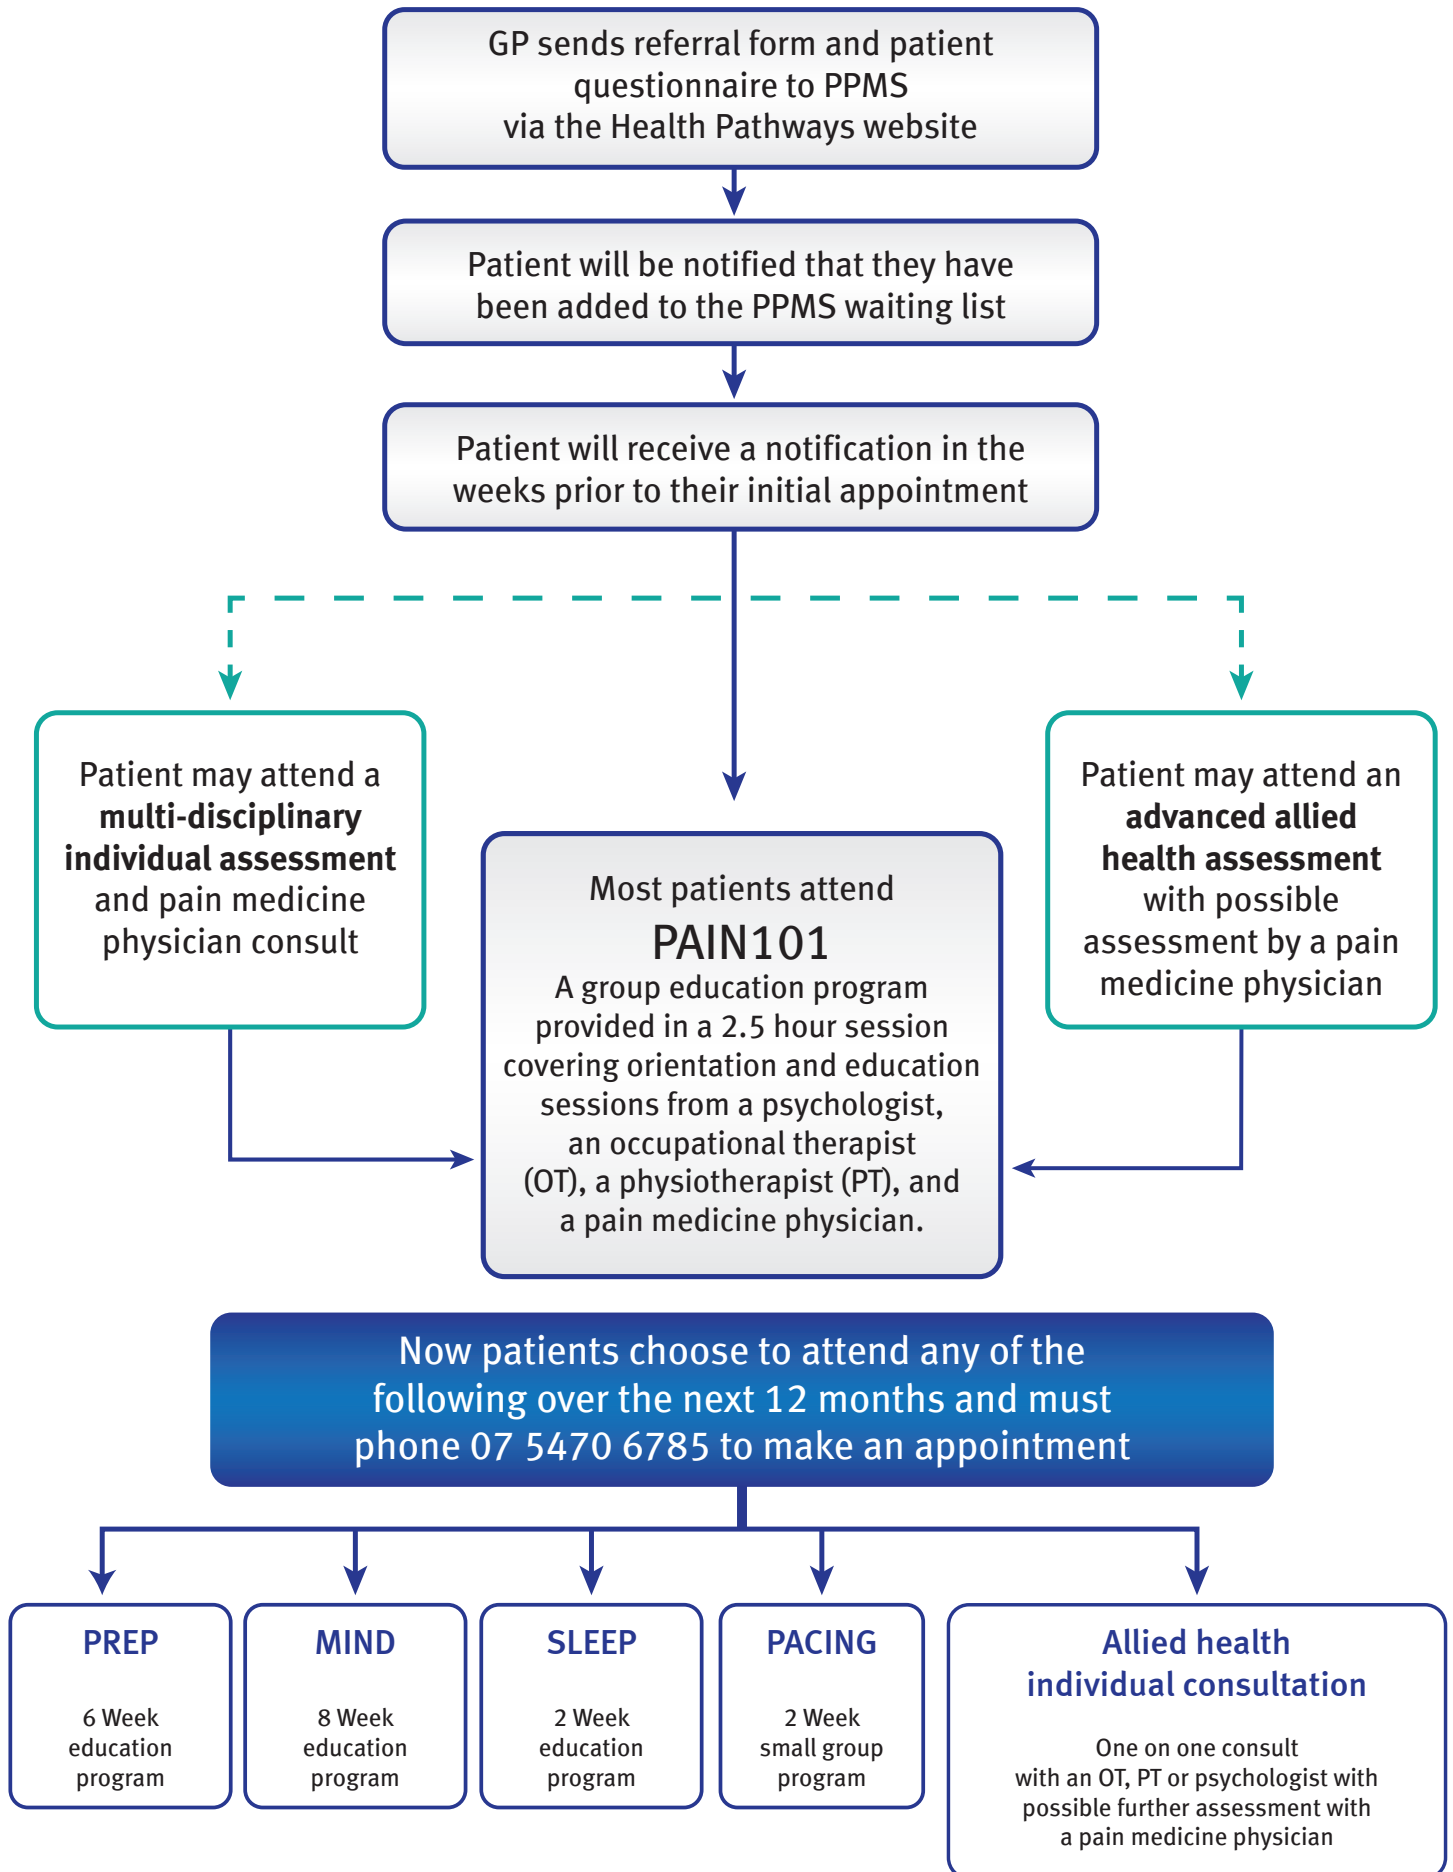 GP sends referral form and patient
questionnaire to PPMS
via the Health Pathways website
Patient will be notified that they have
been added to the PPMS waiting list
Patient will receive a notification in the
weeks prior to their initial appointment
Patient may attend a
multi-disciplinary
individual assessment
and pain medicine
physician consult
Most patients attend
PAIN101
A group education program
provided in a 2.5 hour session
covering orientation and education
sessions from a psychologist,
an occupational therapist
(OT), a physiotherapist (PT), and
a pain medicine physician.
Patient may attend an
advanced allied
health assessment
with possible
assessment by a pain
medicine physician
Now patients choose to attend any of the
following over the next 12 months and must
phone 07 5470 6785 to make an appointment
PREP
6 Week
education
program
MIND
8 Week
education
program
SLEEP
2 Week
education
program
PACING
2 Week
small group
program
Allied health
individual consultation
One on one consult
with an OT, PT or psychologist with
possible further assessment with
a pain medicine physician